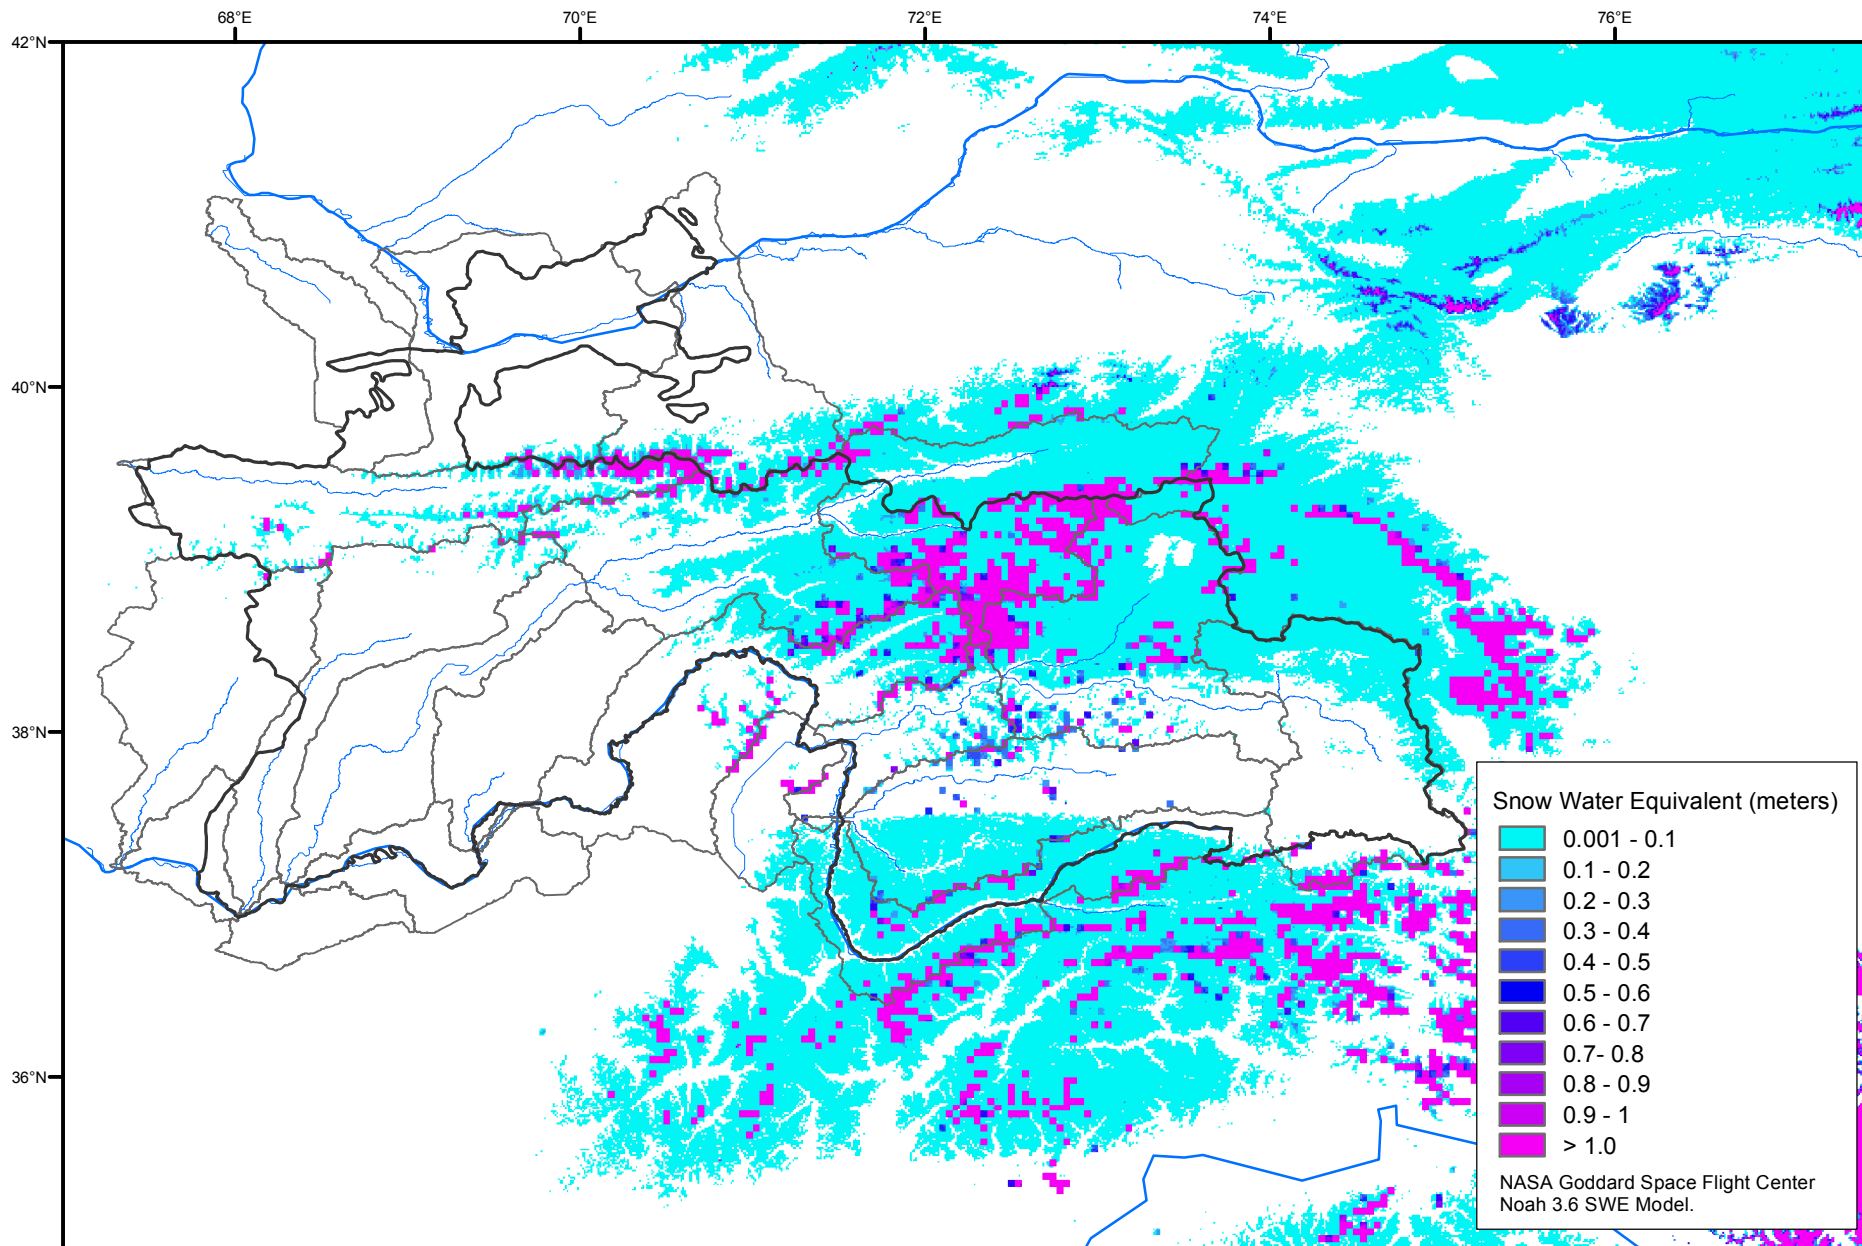 68°E 70°E 72°E 74°E 76°E
42°N
40°N
38°N
36°N
Snow Water Equivalent (meters)
0.001 - 0.1
0.1 - 0.2
0.2 - 0.3
0.3 - 0.4
0.4 - 0.5
0.5 - 0.6
0.6 - 0.7
0.7- 0.8
0.8 - 0.9
0.9 - 1
> 1.0
NASA Goddard Space Flight Center
Noah 3.6 SWE Model.